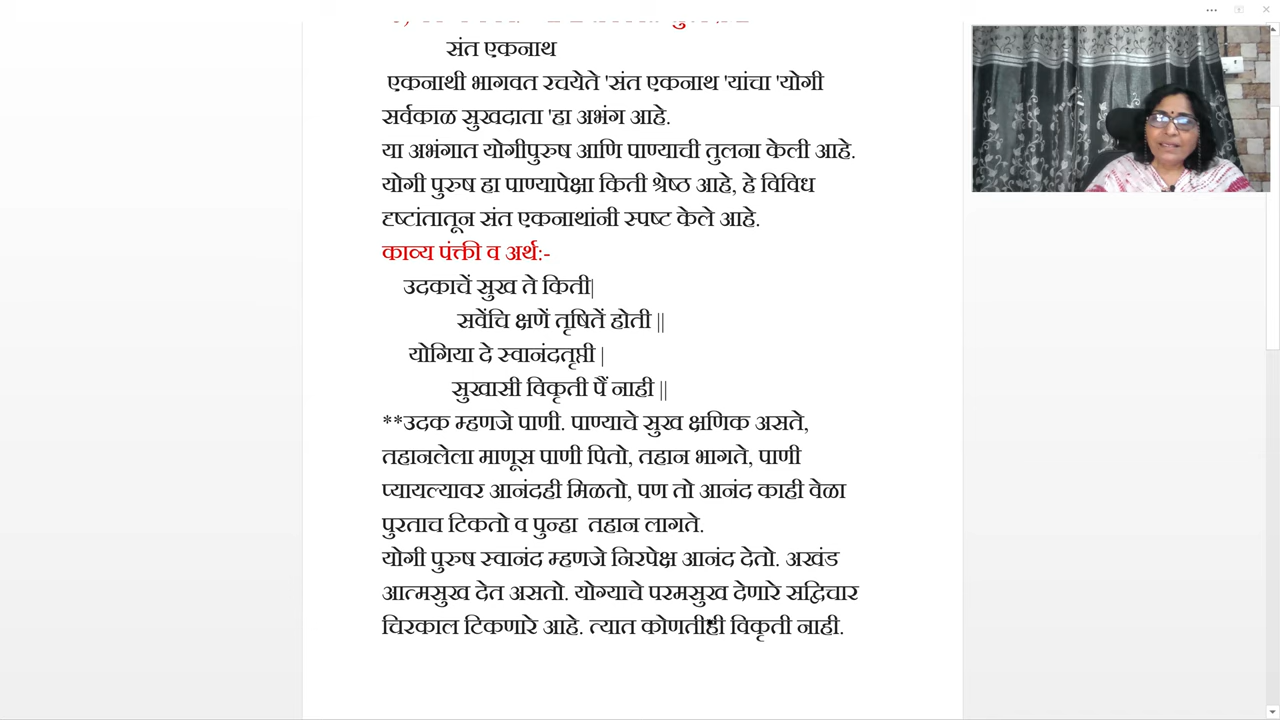 संत एकनाथ
एकनाथी भागवत रचयेते 'संत एकनाथ 'यांचा 'योगी
सर्वकाळ सुखदाता 'हा अभंग आहे.
या अभंगात योगीपुरुष आणि पाण्याची तुलना केली आहे.
योगी पुरुष हा पाण्यापेक्षा किती श्रेष्ठ आहे, हे विविध
दृष्टांतातून संत एकनाथांनी स्पष्ट केले आहे.
काव्य पंक्ती व अर्थ:-
उदकाचें सुख ते किती|
सवेंचि क्षणें तृषितें होती ||
योगिया दे स्वानंदतृप्ती |
सुखासी विकृती पैं नाही ||
**उदक म्हणजे पाणी. पाण्याचे सुख क्षणिक असते,
तहानलेला माणूस पाणी पितो, तहान भागते, पाणी
प्यायल्यावर आनंदही मिळतो, पण तो आनंद काही वेळा
पुरताच टिकतो व पुन्हा तहान लागते.
योगी पुरुष स्वानंद म्हणजे निरपेक्ष आनंद देतो. अखंड
आत्मसुख देत असतो. योग्याचे परमसुख देणारे सद्विचार
चिरकाल टिकणारे आहे. त्यात कोणतीही विकृती नाही.